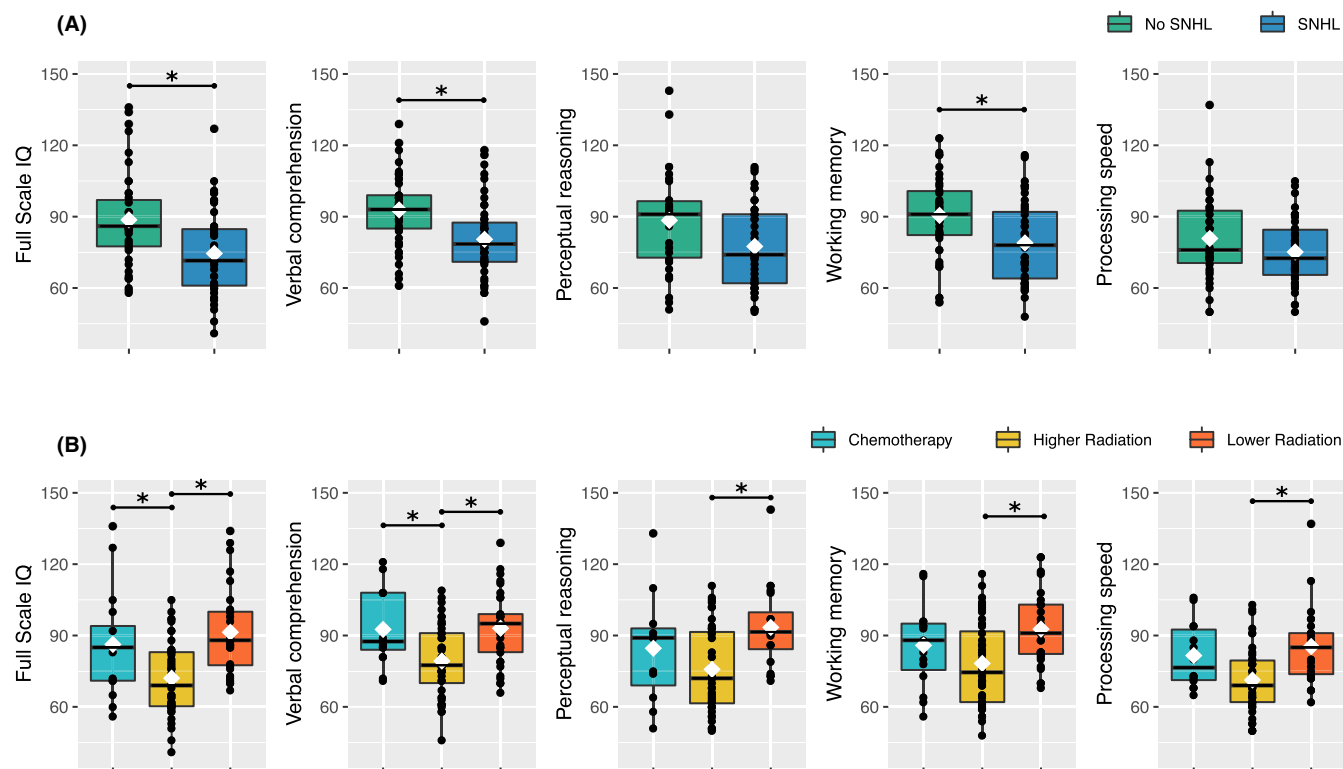 (A)
No SNHL
SNHL
Full Scale IQ
150
120
90
60
*
Verbal comprehension
150
120
90
60
*
Perceptual reasoning
150
120
90
60
Working memory
150
120
90
60
*
Processing speed
150
120
90
60
(B)
Chemotherapy
Higher Radiation
Lower Radiation
Full Scale IQ
150
120
90
60
*
*
Verbal comprehension
150
120
90
60
*
*
Perceptual reasoning
150
120
90
60
*
Working memory
150
120
90
60
*
Processing speed
150
120
90
60
*